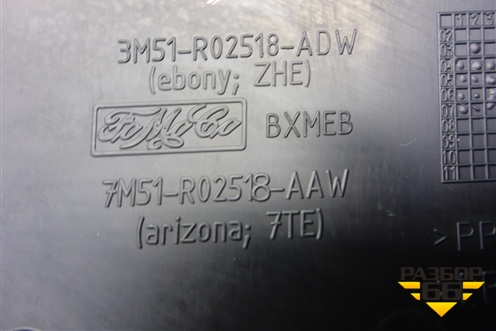 3M51-R02518-ADW
(ebony; ZHE)
FoMoCo BXMEB
7M51-R02518-AAW
(arizona; 7TE)
>PP
РАЗБОР
66